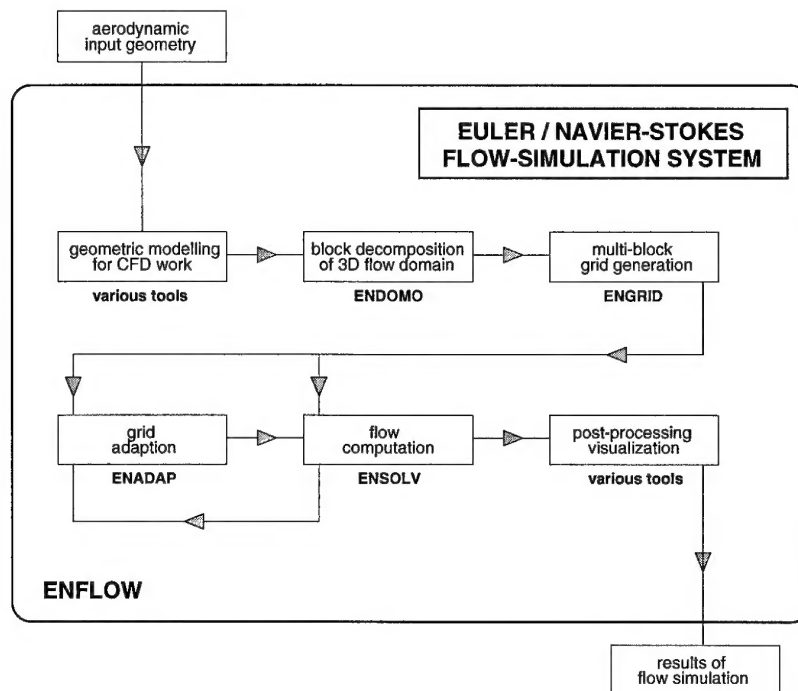 aerodynamic
input geometry
EULER / NAVIER-STOKES
FLOW-SIMULATION SYSTEM
geometric modelling
for CFD work
various tools
block decomposition
of 3D flow domain
ENDOMO
multi-block
grid generation
ENGRID
grid
adaption
ENADAP
flow
computation
ENSOLV
post-processing
visualization
various tools
ENFLOW
results of
flow simulation